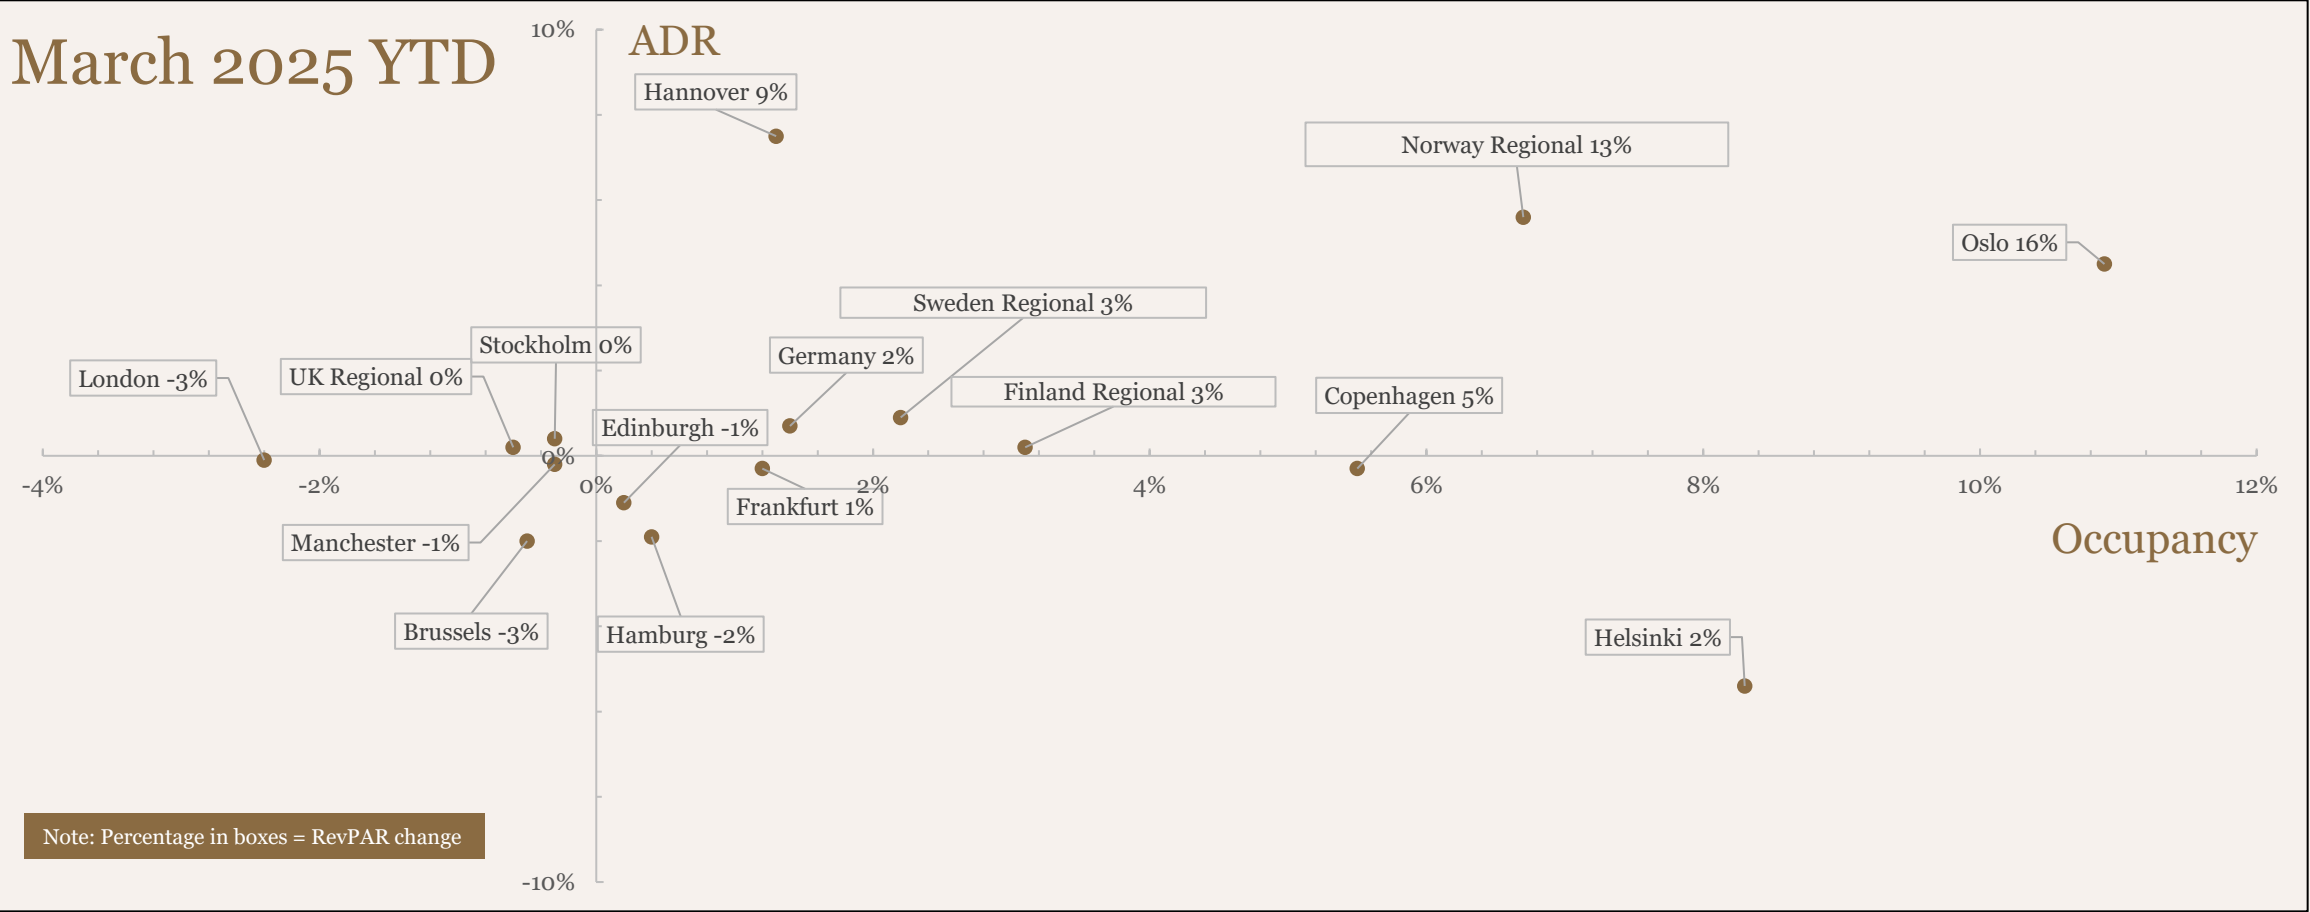 March 2025 YTD
10%
ADR
Hannover 9%
Norway Regional 13%
Oslo 16%
Sweden Regional 3%
Stockholm 0%
Germany 2%
London -3%
UK Regional 0%
Finland Regional 3%
Copenhagen 5%
Edinburgh -1%
0%
-4%
-2%
0%
2%
4%
6%
8%
10%
12%
Frankfurt 1%
Manchester -1%
Occupancy
Brussels -3%
Hamburg -2%
Helsinki 2%
Note: Percentage in boxes = RevPAR change
-10%